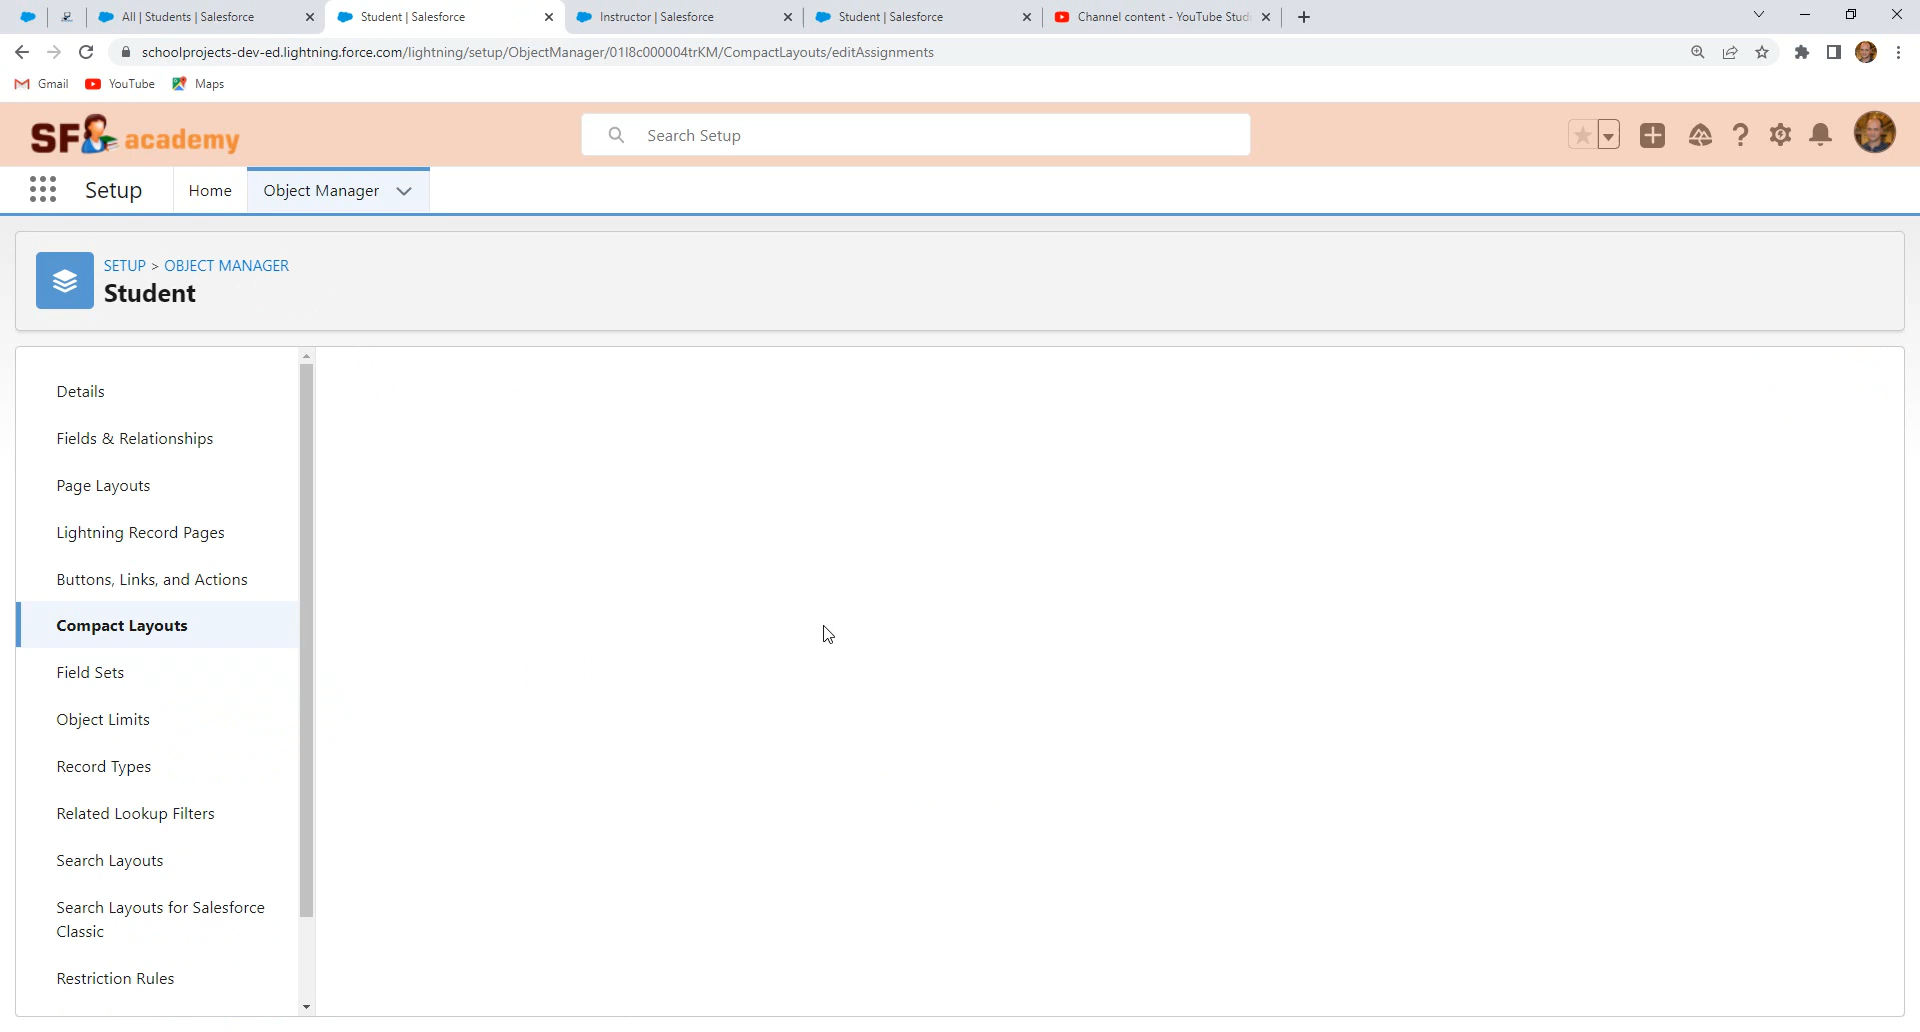 All | Students | Salesforce
Student | Salesforce
Instructor | Salesforce
Student | Salesforce
Channel content - YouTube Stud
schoolprojects-dev-ed.lightning.force.com/lightning/setup/ObjectManager/01I8c000004trKM/CompactLayouts/editAssignments
Gmail
YouTube
Maps
SF academy
Search Setup
Setup
Home
Object Manager
SETUP > OBJECT MANAGER
Student
Details
Fields & Relationships
Page Layouts
Lightning Record Pages
Buttons, Links, and Actions
Compact Layouts
Field Sets
Object Limits
Record Types
Related Lookup Filters
Search Layouts
Search Layouts for Salesforce
Classic
Restriction Rules